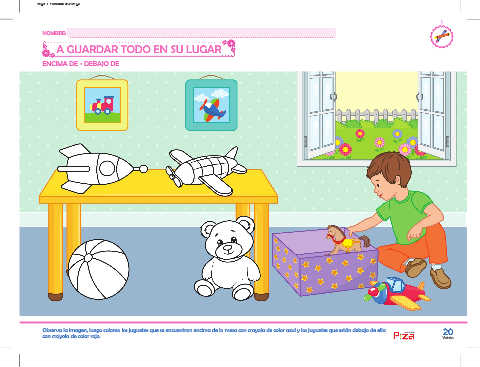 NOMBRE:
A GUARDAR TODO EN SU LUGAR
ENCIMA DE - DEBAJO DE
Observa la imagen, luego colorea los juguetes que se encuentran encima de la mesa con crayola de color azul y los juguetes que están debajo de ella
con crayola de color rojo.
20